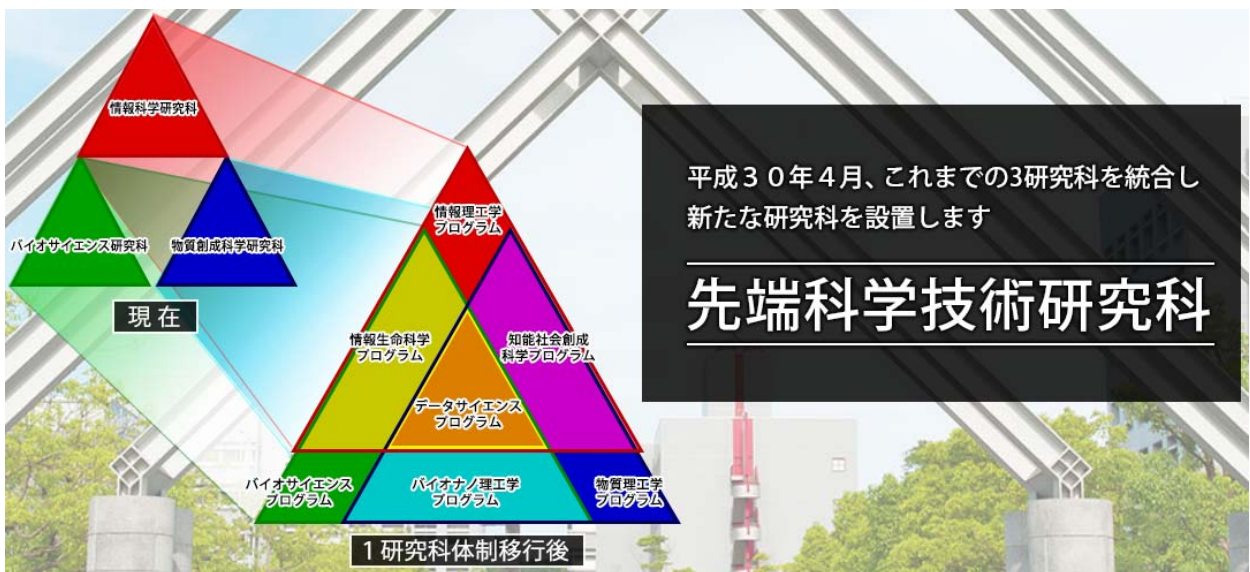 情報科学研究科
バイオサイエンス研究科
物質創成科学研究科
現在
情報理工学
プログラム
情報生命科学
プログラム
知能社会創成
科学プログラム
データサイエンス
プログラム
バイオサイエンス
プログラム
バイオナノ理工学
プログラム
物質理工学
プログラム
1研究科体制移行後
平成30年4月、これまでの3研究科を統合し
新たな研究科を設置します
先端科学技術研究科